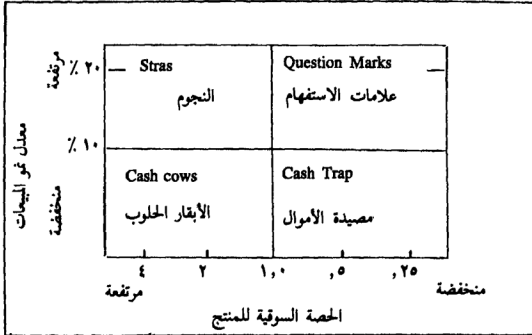 مرتفعة
٪ ٢٠
Stras
Question Marks
النجوم
علامات الاستفهام
معدل نمو المبيعات
٪ ١٠
منخفضة
Cash cows
Cash Trap
الأبقار الحلوب
مصيدة الأموال
٤ ٢ ١,٠ ,٥ ,٢٥
مرتفعة
منخفضة
الحصة السوقية للمنتج